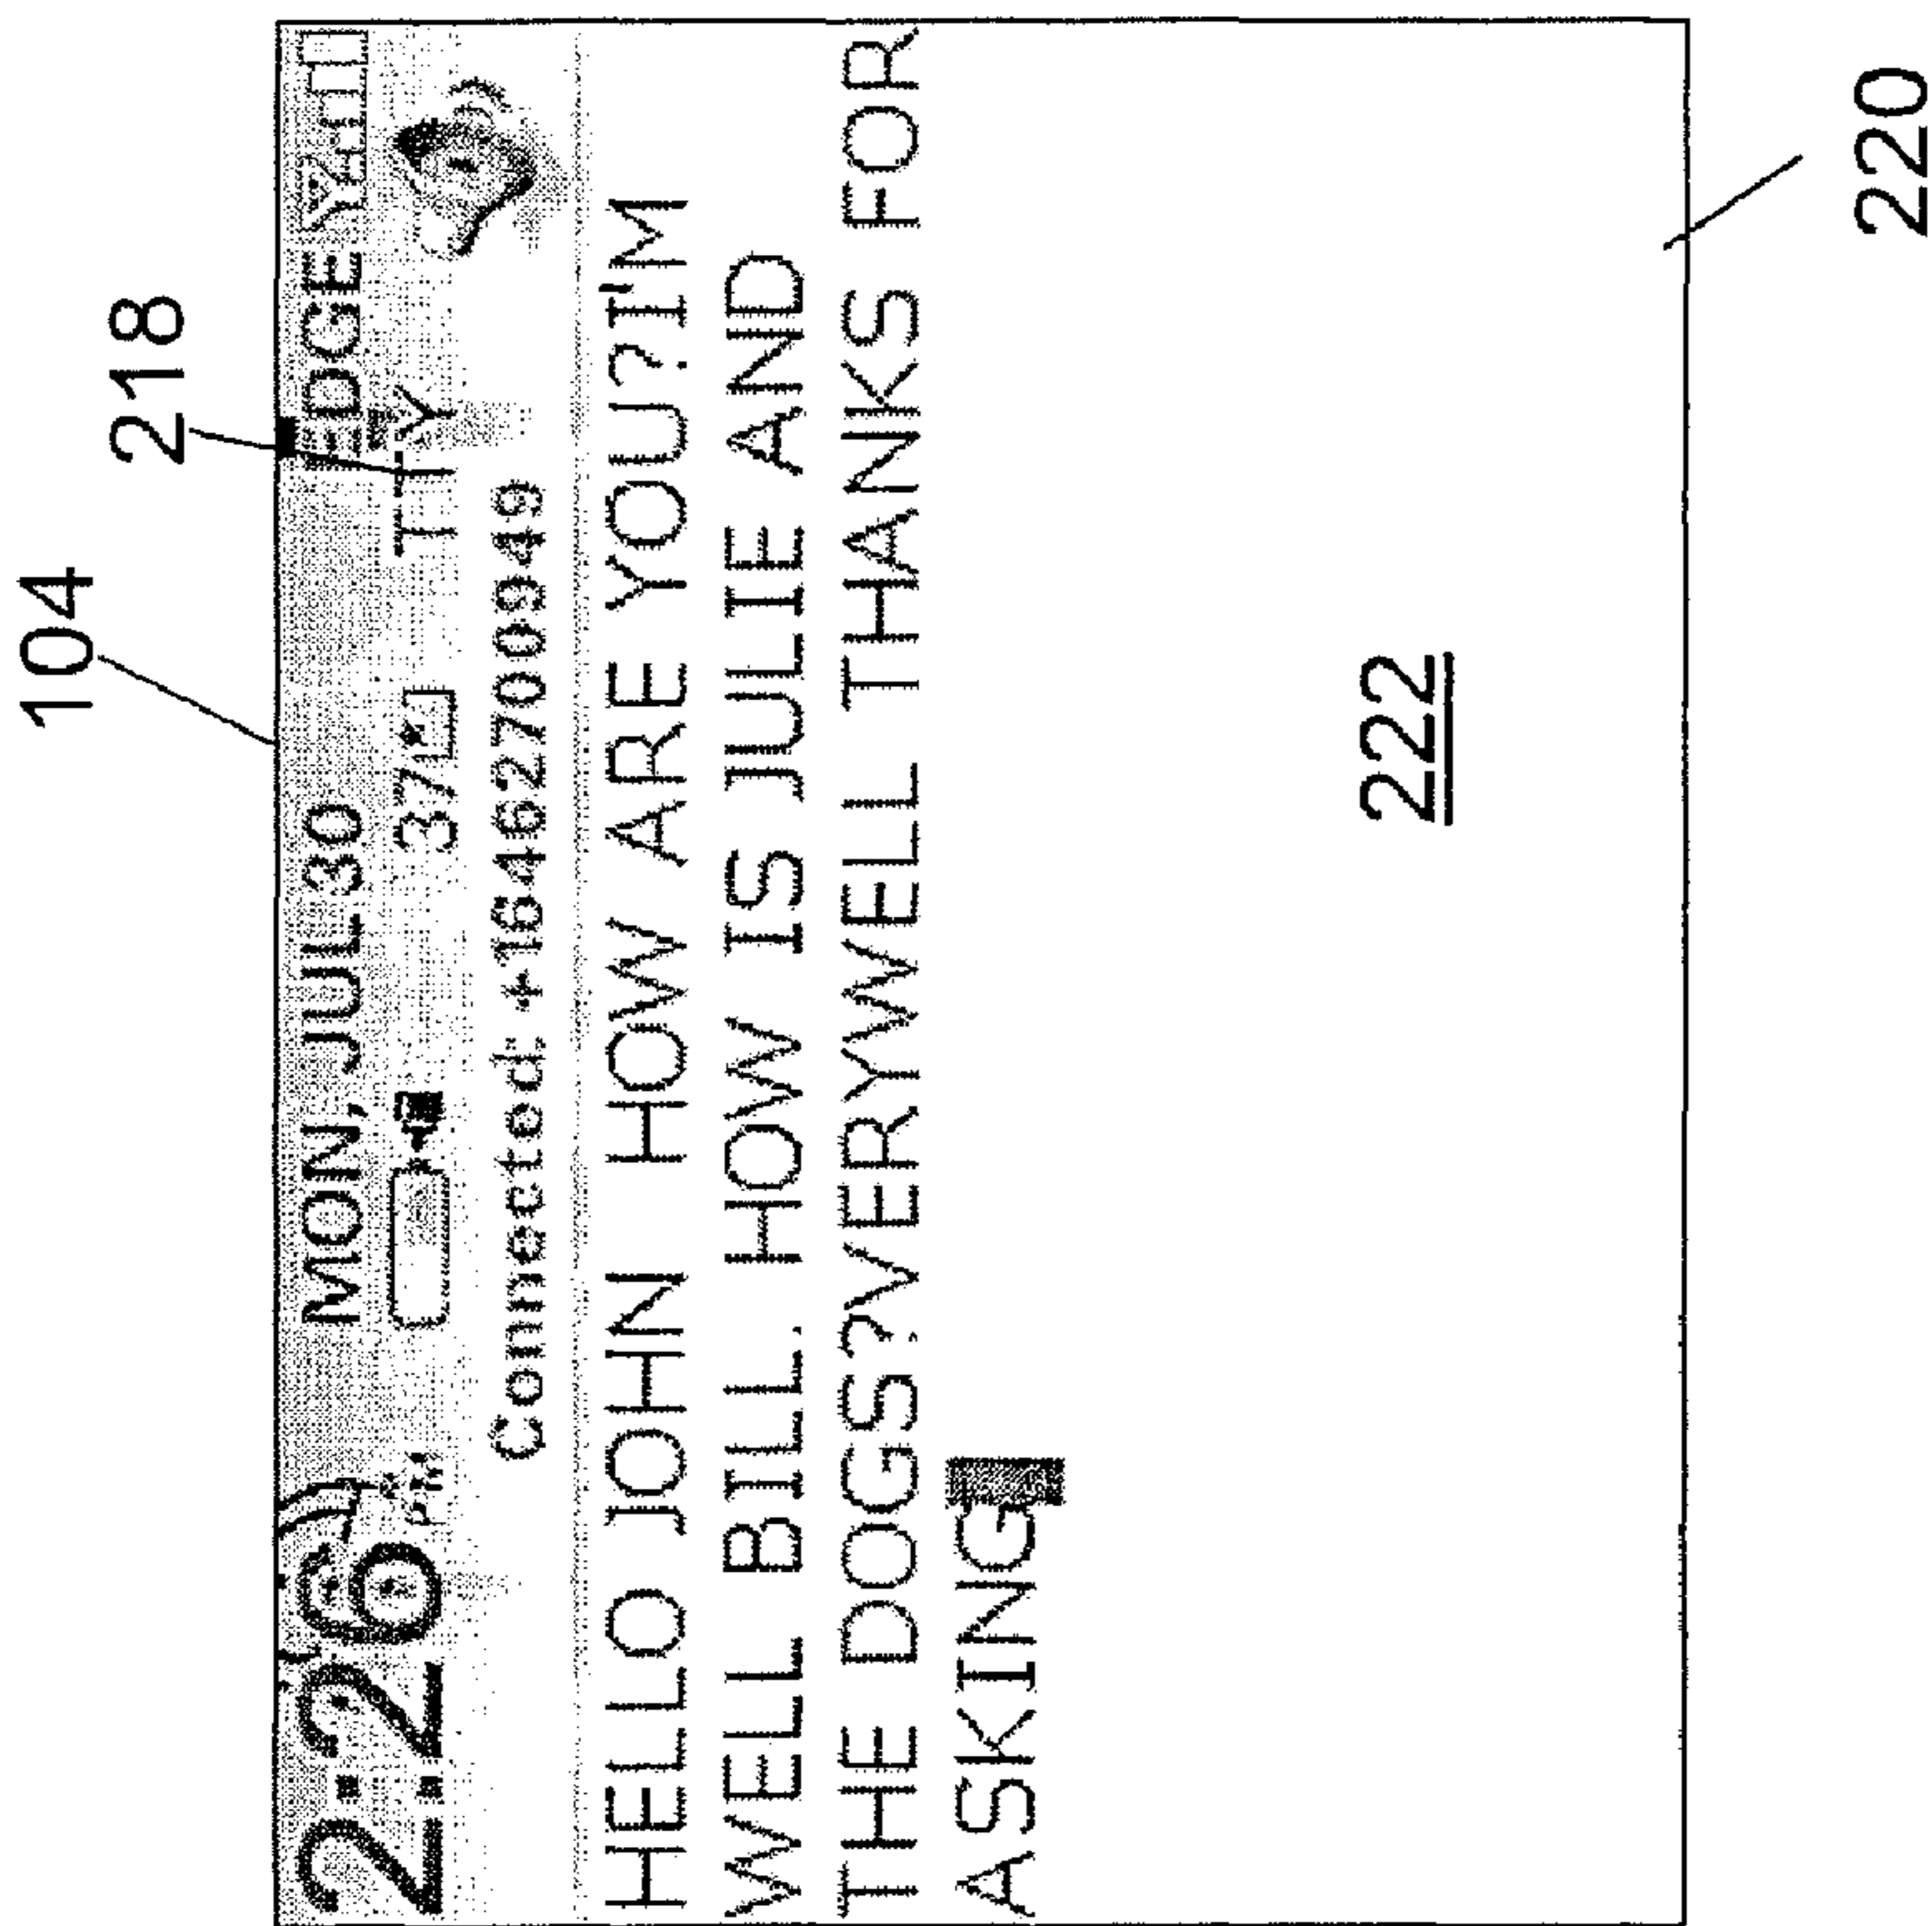 104
218
2:26 PM MON, JUL 30 EDGE
37 TTY
Connected: +16462700949
HELLO JOHN HOW ARE YOU?I'M
WELL BILL. HOW IS JULIE AND
THE DOGS?VERYWELL THANKS FOR
ASKING
222
220